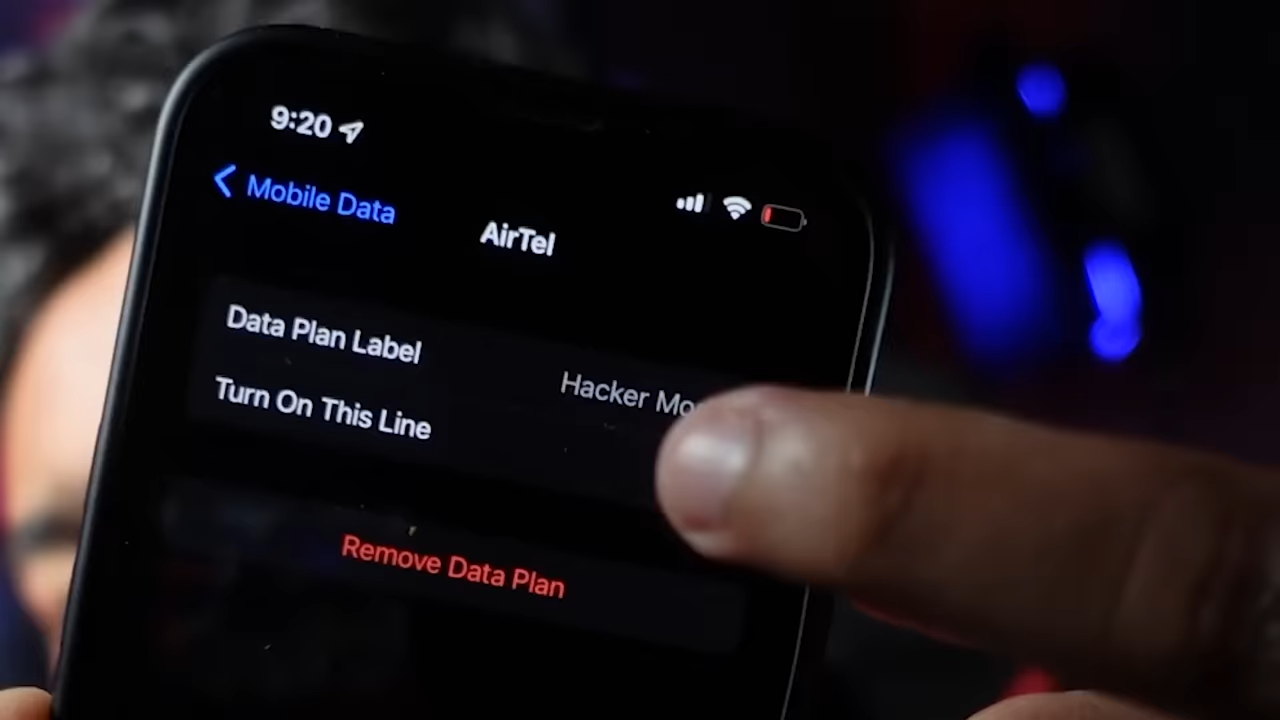 9:20
Mobile Data
AirTel
Data Plan Label
Hacker
Turn On This Line
Remove Data Plan